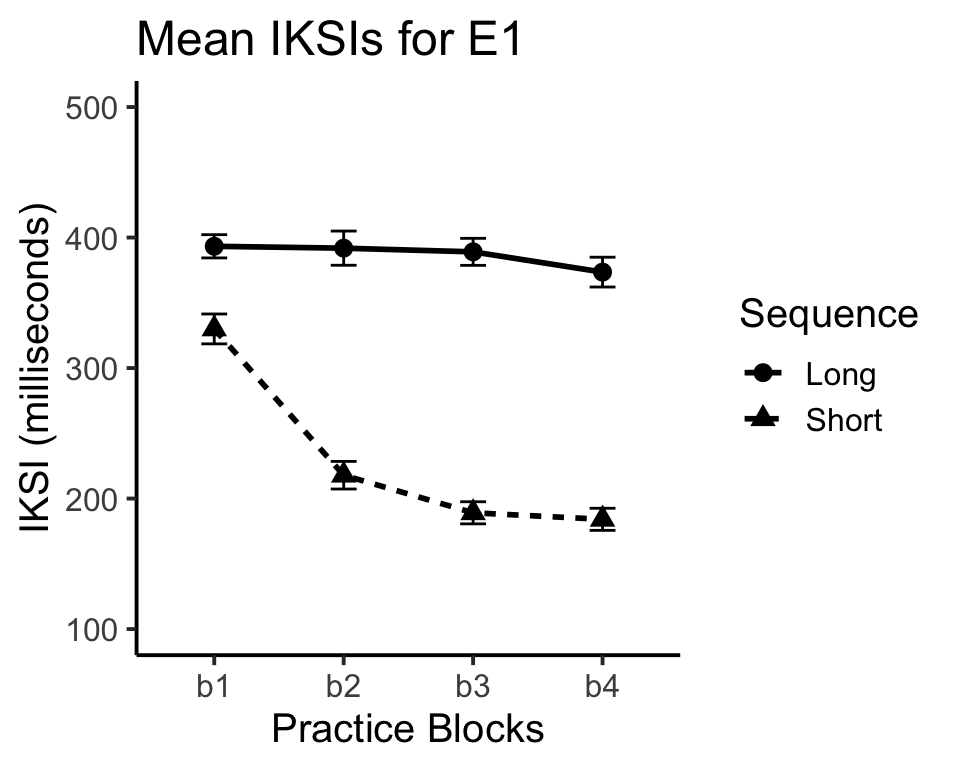 Mean IKSIs for E1
500
400
300
200
100
IKSI (milliseconds)
b1 b2 b3 b4
Practice Blocks
Sequence
Long
Short